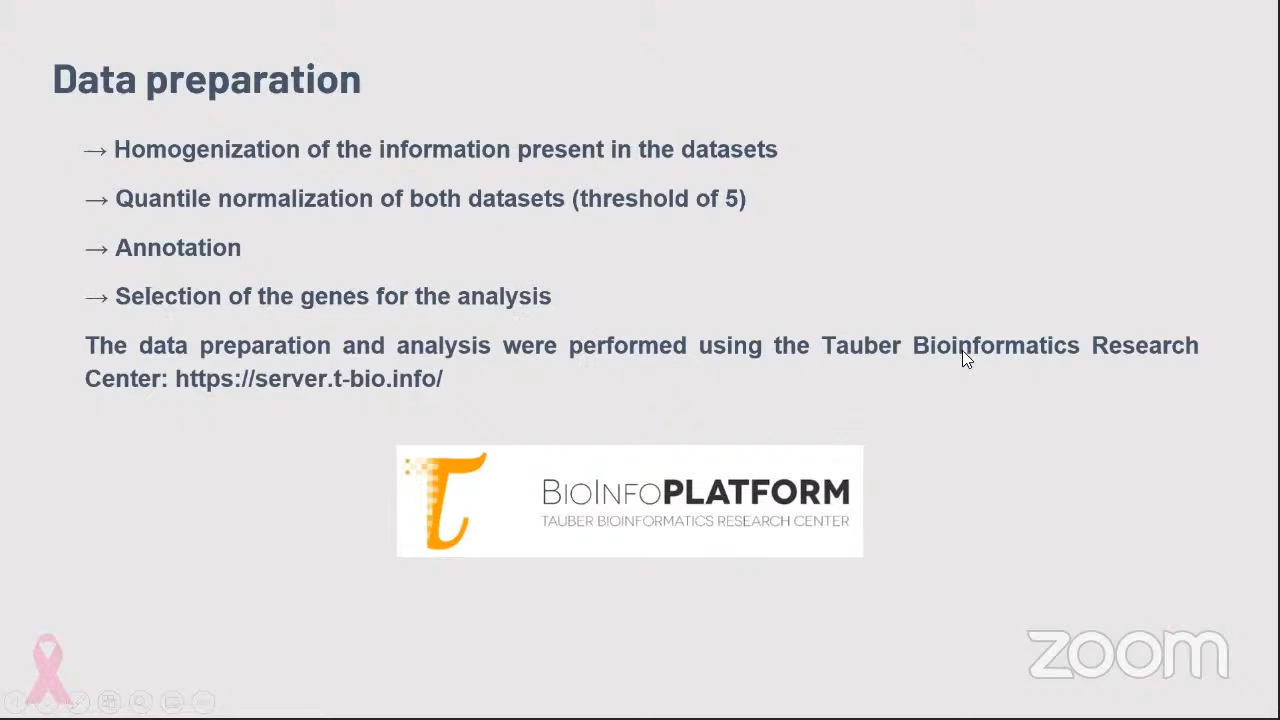 Data preparation
→ Homogenization of the information present in the datasets
→ Quantile normalization of both datasets (threshold of 5)
→ Annotation
→ Selection of the genes for the analysis
The data preparation and analysis were performed using the Tauber Bioinformatics Research
Center: https://server.t-bio.info/
BIOINFOPLATFORM
TAUBER BIOINFORMATICS RESEARCH CENTER
zoom